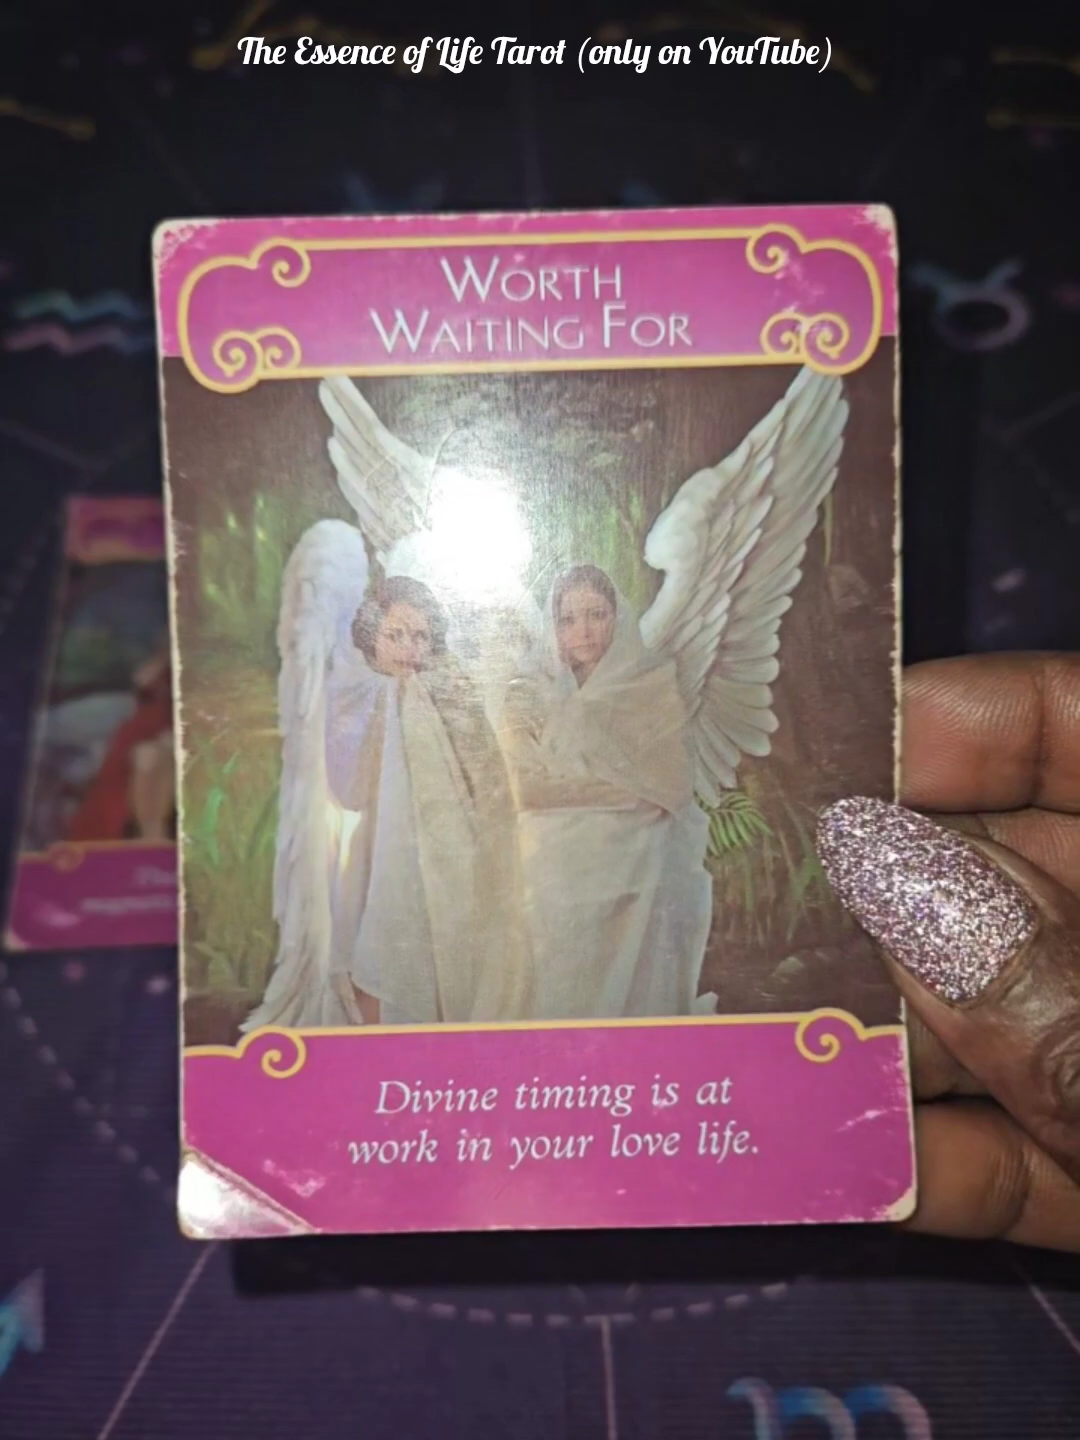 The Essence of Life Tarot (only on YouTube)
WORTH
WAITING FOR
Divine timing is at
work in your love life.